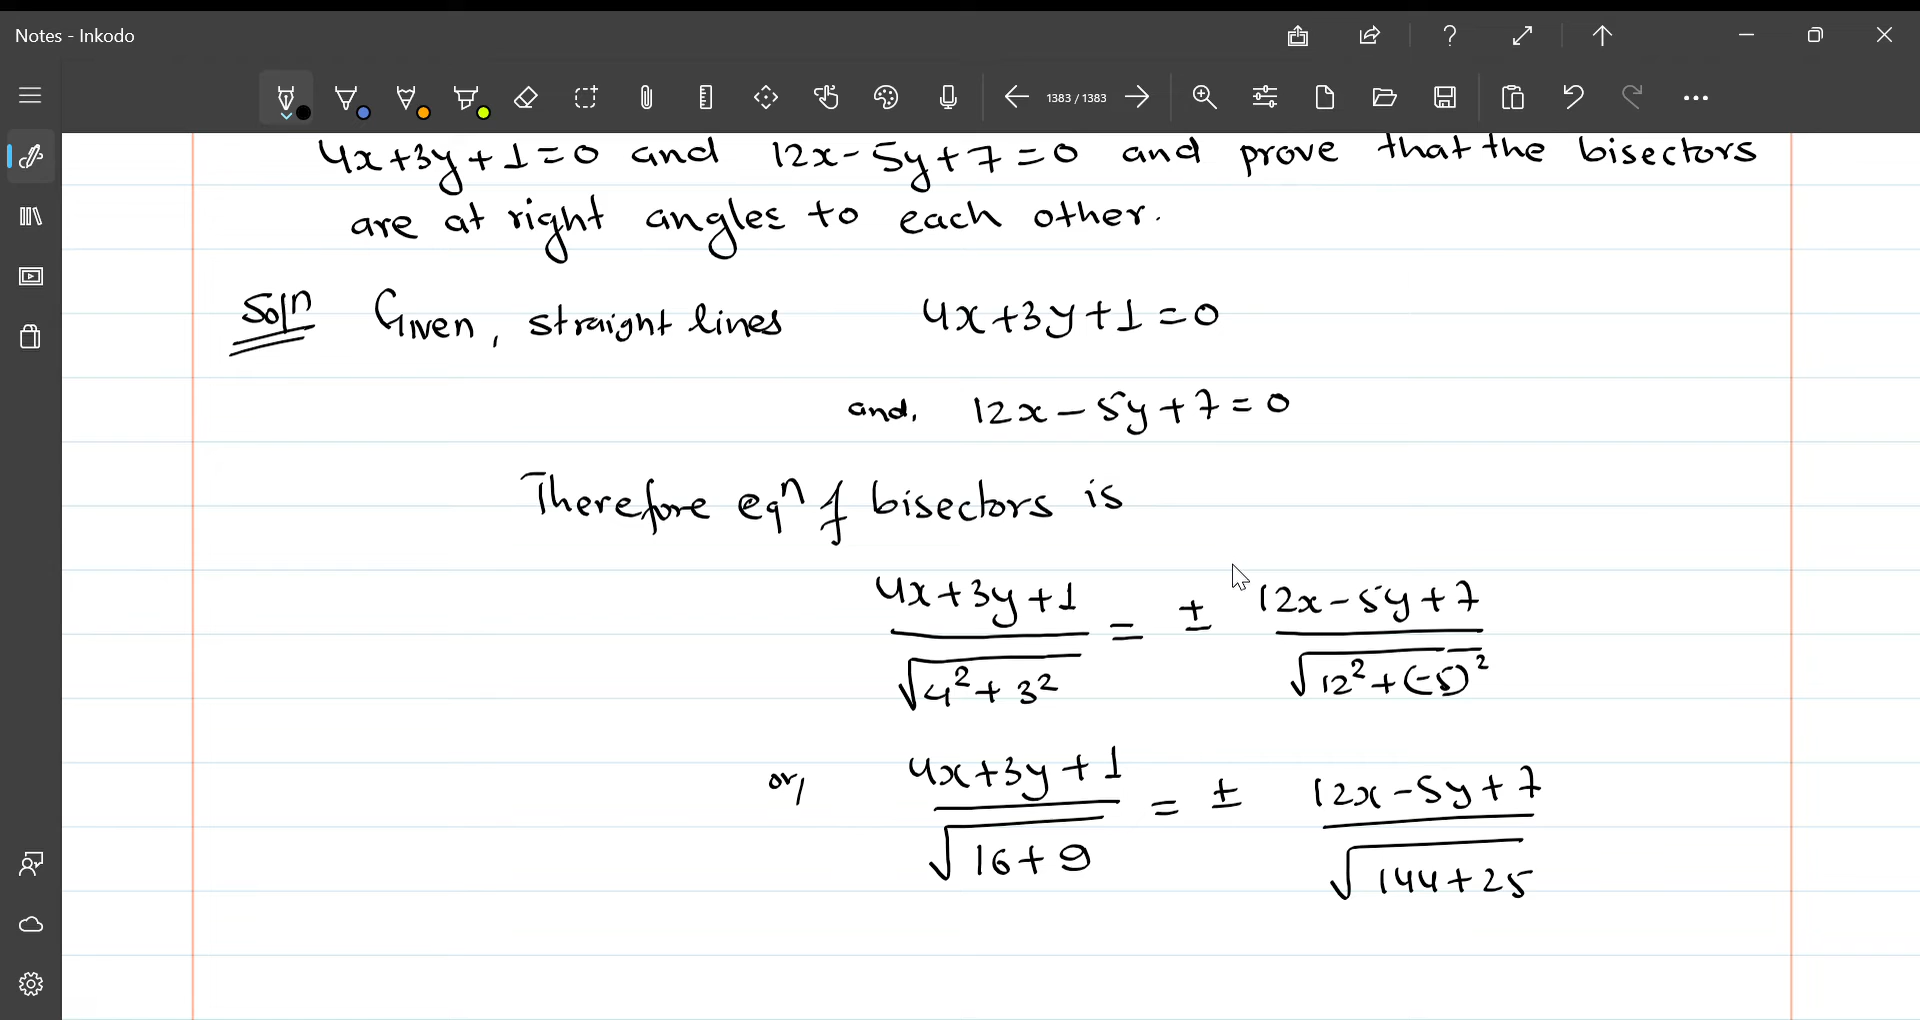 Notes - Inkodo
1383 / 1383
4x+3y+1=0 and 12x-5y+7=0 and prove that the bisectors
are at right angles to each other.
Soln Given, straight lines 4x+3y+1=0
and, 12x-5y+7=0
Therefore eqⁿ of bisectors is
4x+3y+1 / √(4²+3²) = ± 12x-5y+7 / √(12²+(-5)²)
or, 4x+3y+1 / √(16+9) = ± 12x-5y+7 / √(144+25)